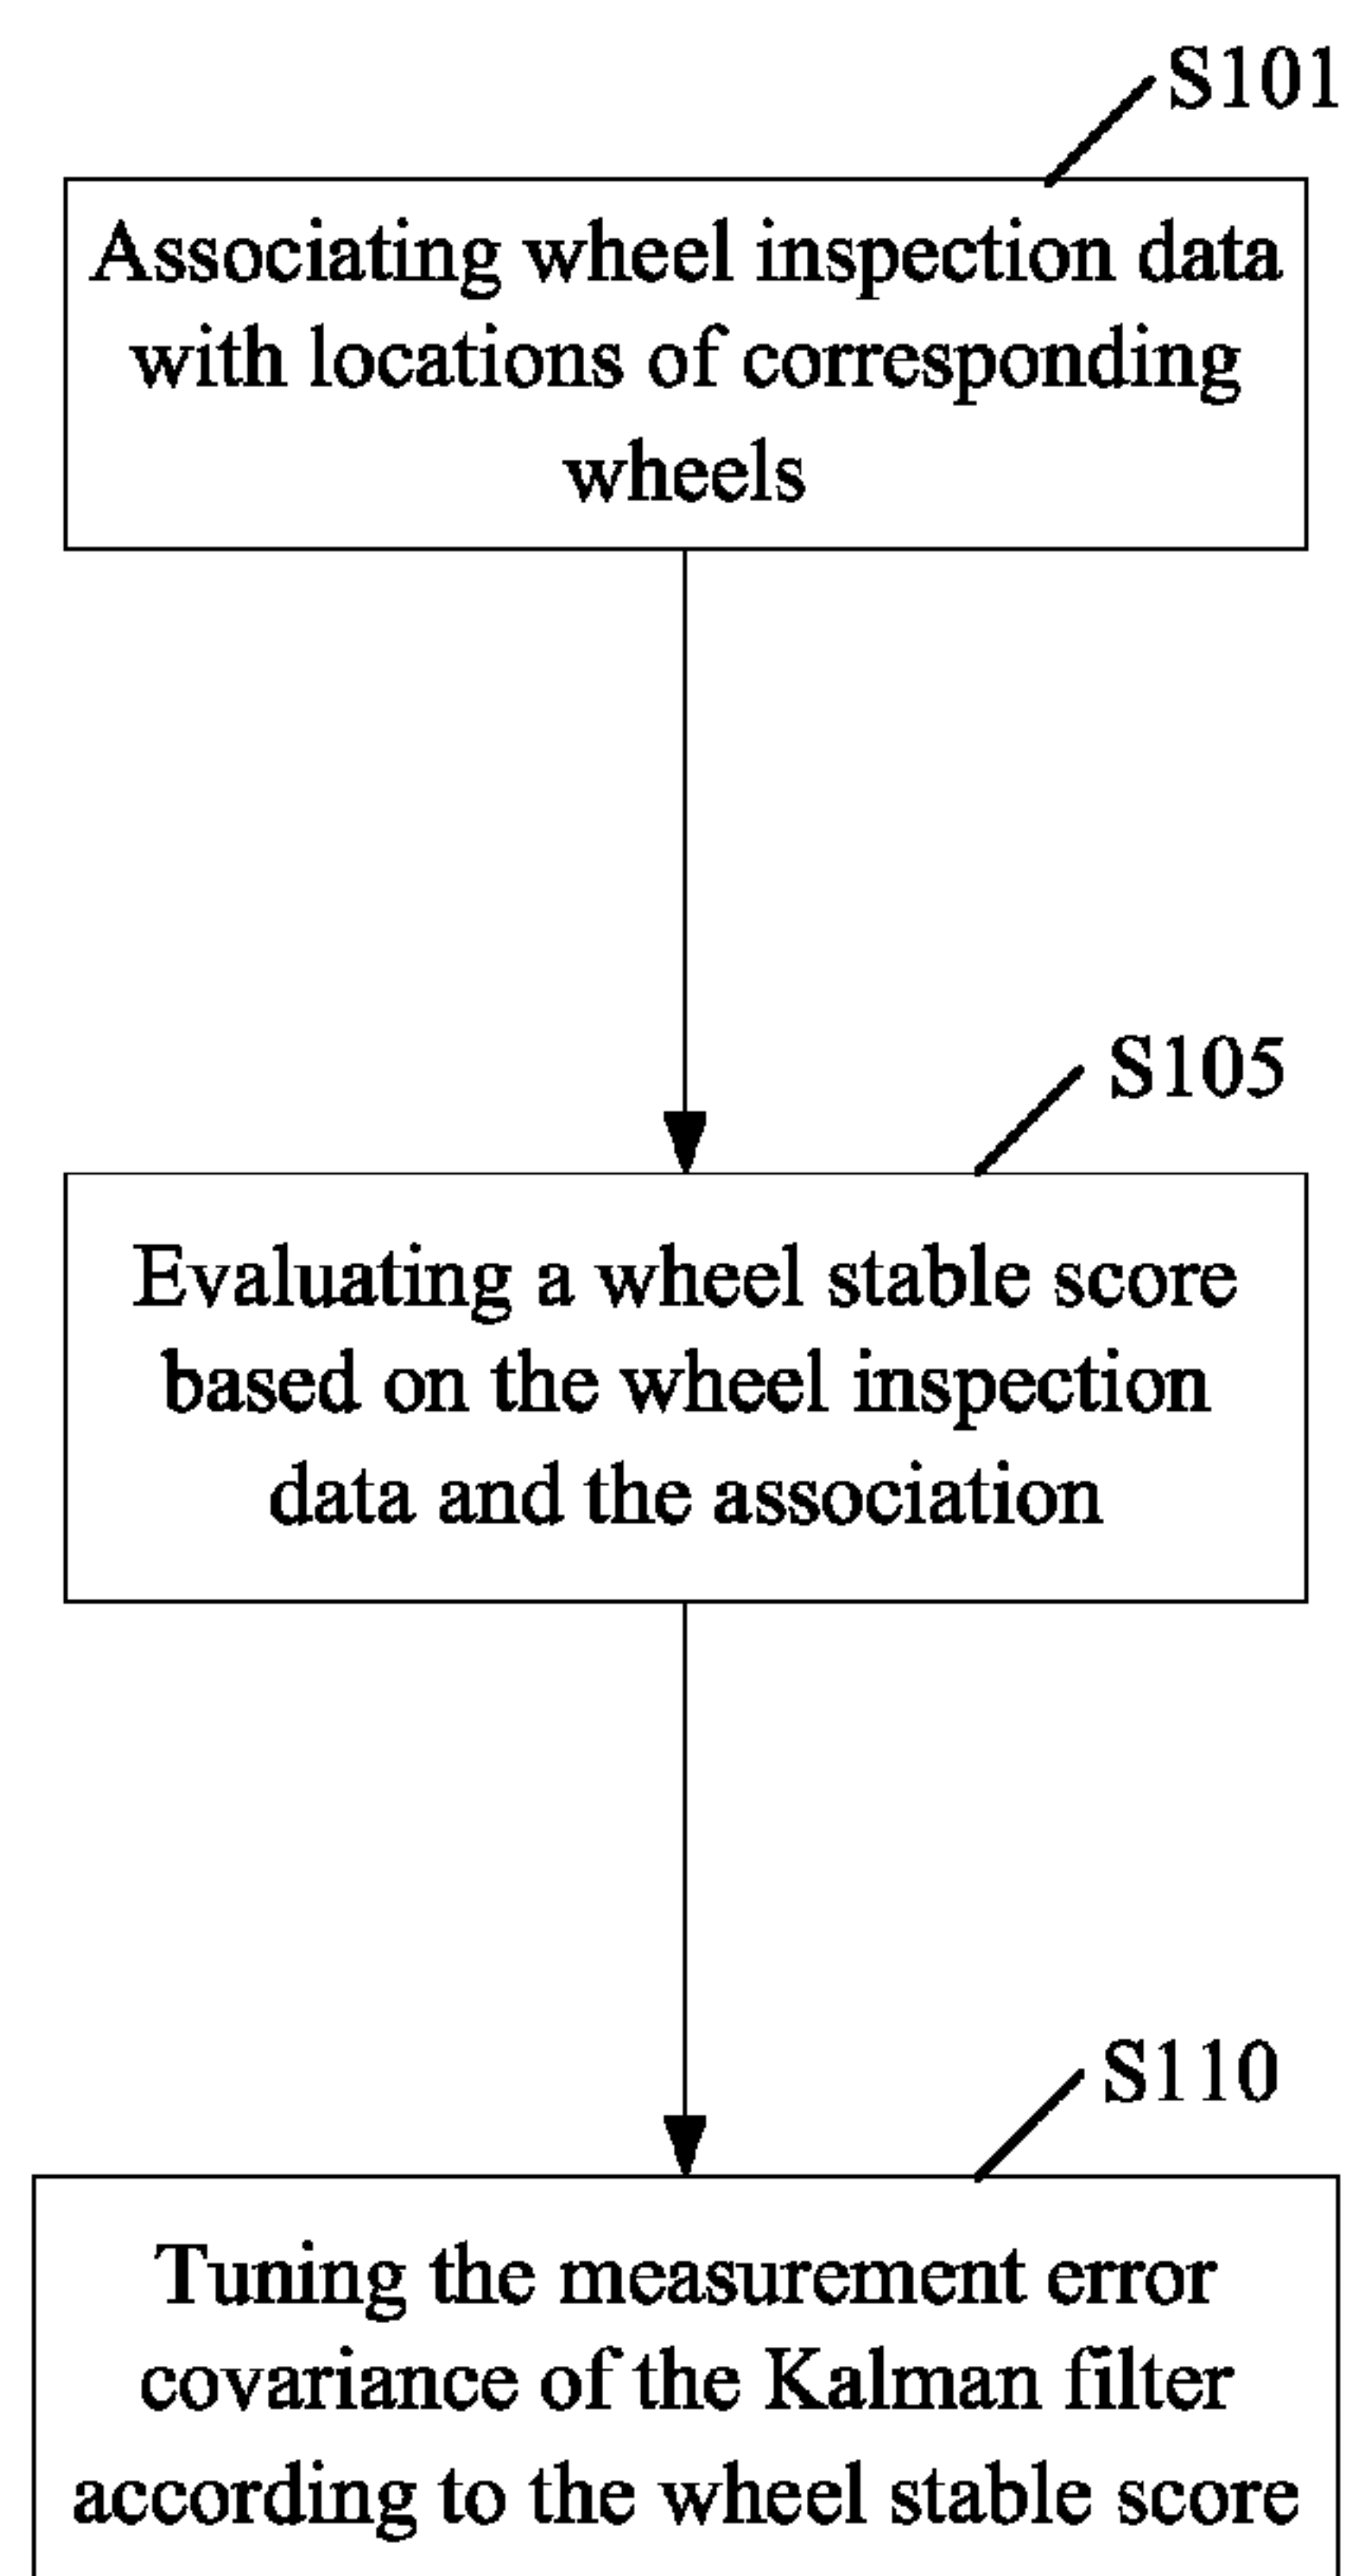 S101
Associating wheel inspection data
with locations of corresponding
wheels
S105
Evaluating a wheel stable score
based on the wheel inspection
data and the association
S110
Tuning the measurement error
covariance of the Kalman filter
according to the wheel stable score